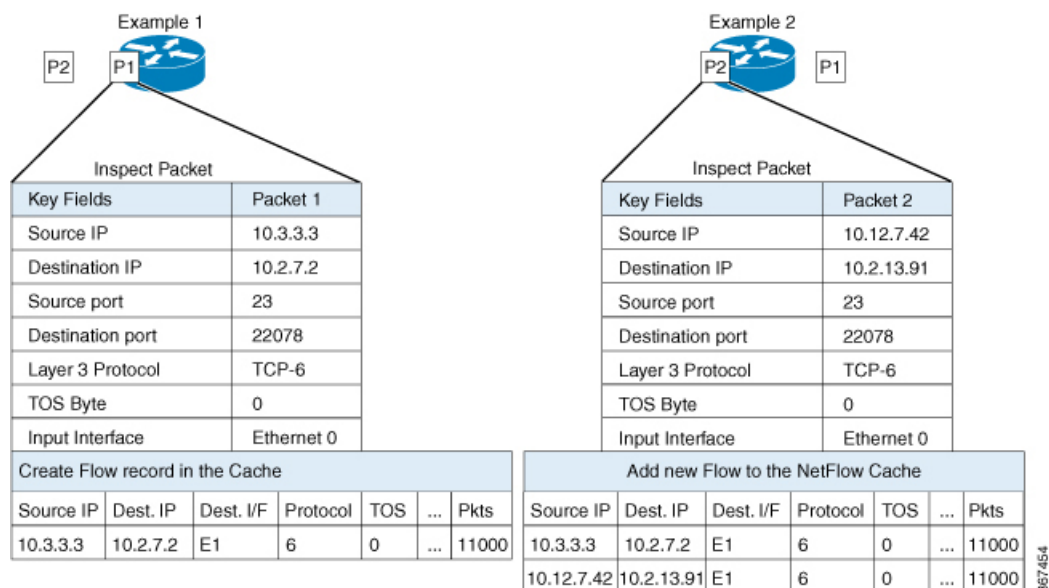 Example 1
P2
P1
Inspect Packet
Key Fields Packet 1
Source IP 10.3.3.3
Destination IP 10.2.7.2
Source port 23
Destination port 22078
Layer 3 Protocol TCP-6
TOS Byte 0
Input Interface Ethernet 0
Create Flow record in the Cache
Source IP Dest. IP Dest. I/F Protocol TOS ... Pkts
10.3.3.3 10.2.7.2 E1 6 0 ... 11000
Example 2
P2
P1
Inspect Packet
Key Fields Packet 2
Source IP 10.12.7.42
Destination IP 10.2.13.91
Source port 23
Destination port 22078
Layer 3 Protocol TCP-6
TOS Byte 0
Input Interface Ethernet 0
Add new Flow to the NetFlow Cache
Source IP Dest. IP Dest. I/F Protocol TOS ... Pkts
10.3.3.3 10.2.7.2 E1 6 0 ... 11000
10.12.7.42 10.2.13.91 E1 6 0 ... 11000